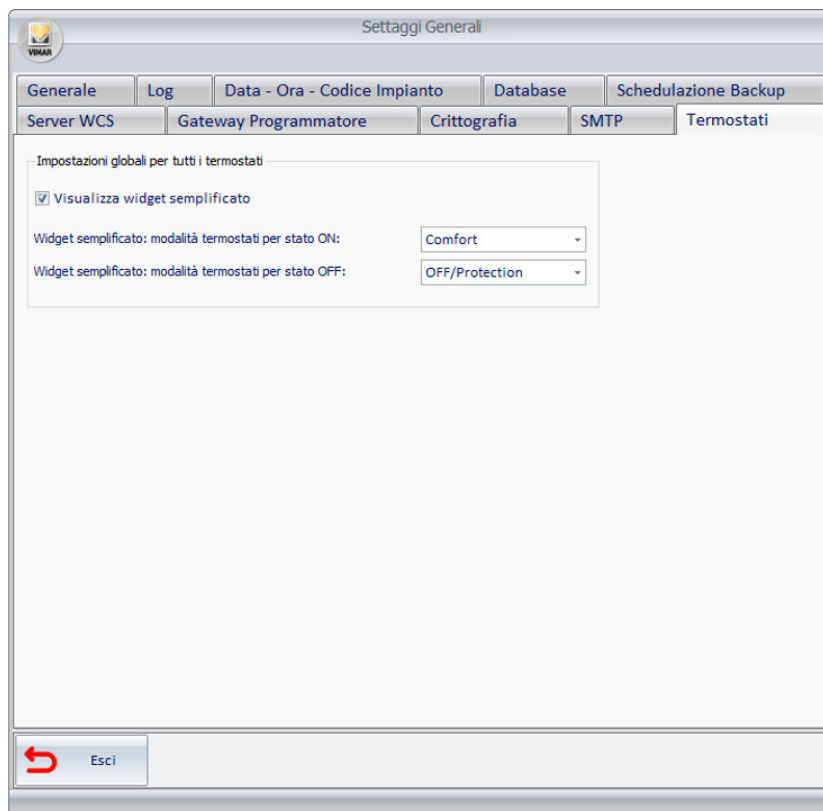 Settaggi Generali
VIMAR
Generale Log Data - Ora - Codice Impianto Database Schedulazione Backup
Server WCS Gateway Programmatore Crittografia SMTP Termostati
Impostazioni globali per tutti i termostati
Visualizza widget semplificato
Widget semplificato: modalità termostati per stato ON: Comfort
Widget semplificato: modalità termostati per stato OFF: OFF/Protection
Esci